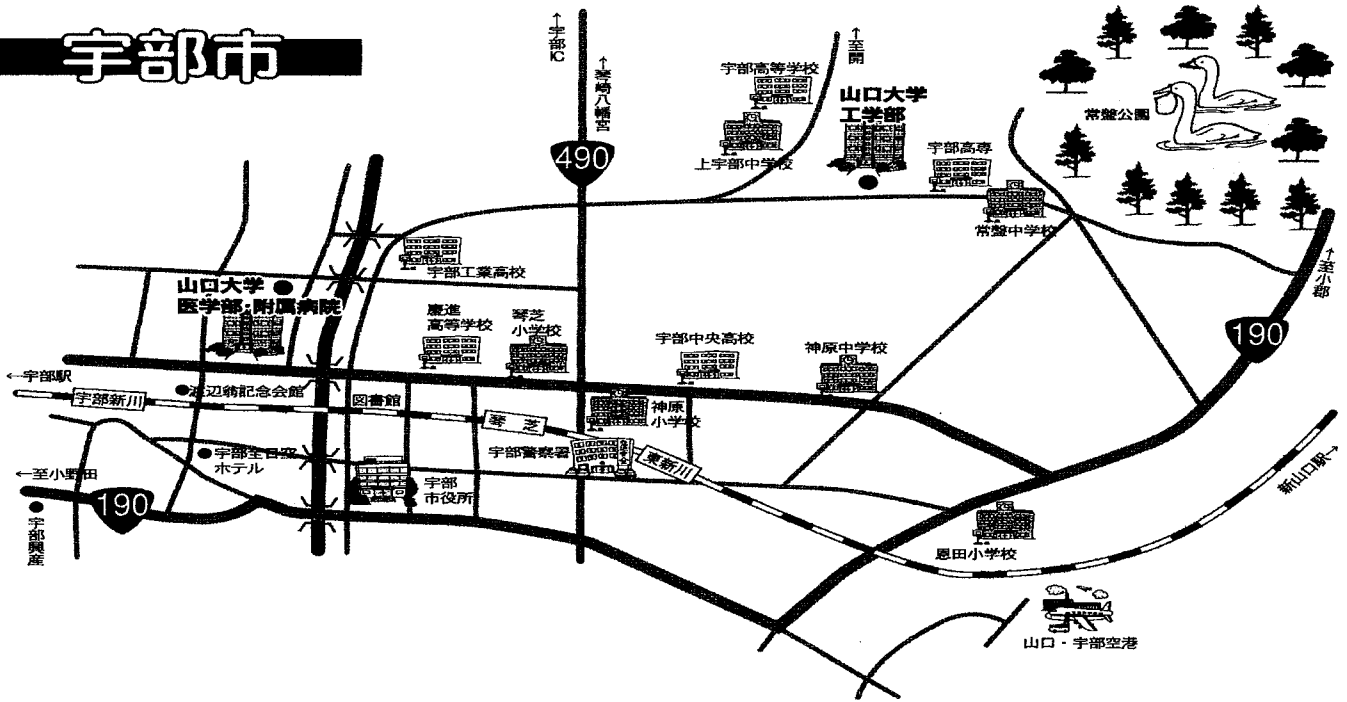 宇部市
↑宇部IC
↑琴崎八幡宮
490
↑至開
宇部高等学校
上宇部中学校
山口大学
工学部
宇部高専
常盤中学校
常盤公園
↑至小郡
190
宇部工業高校
山口大学
医学部・附属病院
慶進
高等学校
琴芝
小学校
宇部中央高校
神原中学校
←宇部駅
宇部新川
渡辺翁記念会館
図書館
琴芝
神原
小学校
宇部警察署
東新川
宇部全日空
ホテル
宇部
市役所
←至小野田
190
宇部興産
恩田小学校
新山口駅→
山口・宇部空港